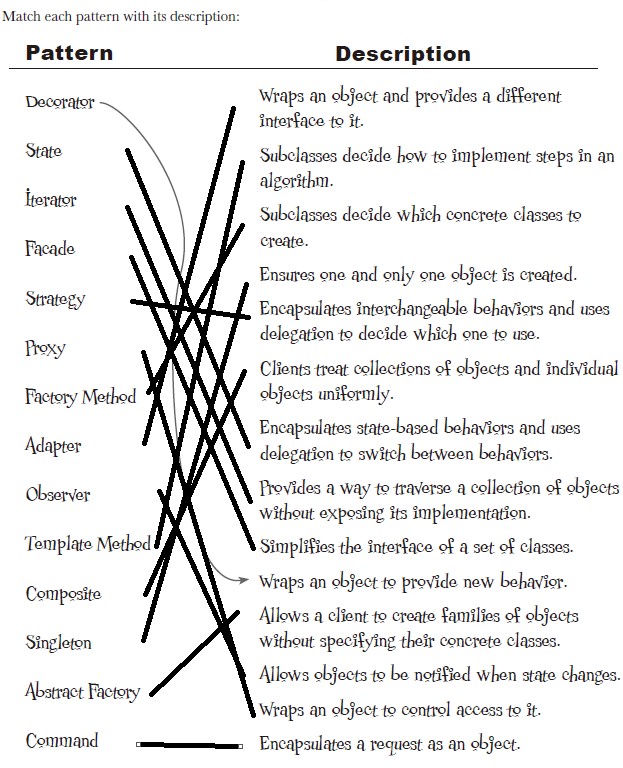 Match each pattern with its description:
Pattern Description
Decorator
State
Iterator
Facade
Strategy
Proxy
Factory Method
Adapter
Observer
Template Method
Composite
Singleton
Abstract Factory
Command
Wraps an object and provides a different
interface to it.
Subclasses decide how to implement steps in an
algorithm.
Subclasses decide which concrete classes to
create.
Ensures one and only one object is created.
Encapsulates interchangeable behaviors and uses
delegation to decide which one to use.
Clients treat collections of objects and individual
objects uniformly.
Encapsulates state-based behaviors and uses
delegation to switch between behaviors.
Provides a way to traverse a collection of objects
without exposing its implementation.
Simplifies the interface of a set of classes.
Wraps an object to provide new behavior.
Allows a client to create families of objects
without specifying their concrete classes.
Allows objects to be notified when state changes.
Wraps an object to control access to it.
Encapsulates a request as an object.